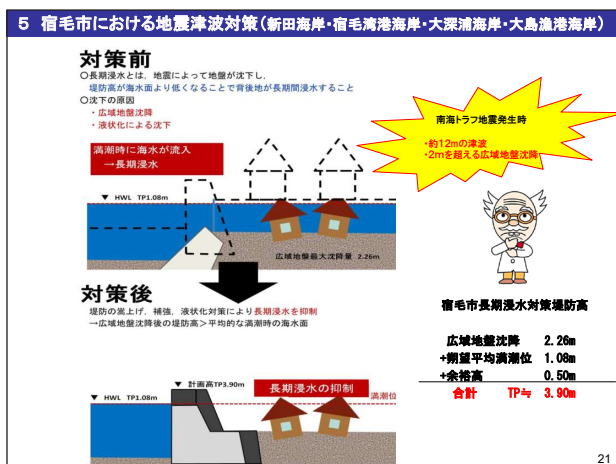 5 宿毛市における地震津波対策（新田海岸・宿毛湾港海岸・大深浦海岸・大島漁港海岸）
対策前
○長期浸水とは，地震によって地盤が沈下し，
堤防高が海水面より低くなることで背後地が長期間浸水すること
○沈下の原因
・広域地盤沈降
・液状化による沈下
満潮時に海水が流入
→長期浸水
▼ HWL TP1.08m
広域地盤最大沈降量 2.26m
対策後
堤防の嵩上げ，補強，液状化対策により長期浸水を抑制
→広域地盤沈降後の堤防高＞平均的な満潮時の海水面
▼ 計画高TP3.90m
長期浸水の抑制
満潮位
▼ HWL TP1.08m
南海トラフ地震発生時
・約12mの津波
・2mを超える広域地盤沈降
宿毛市長期浸水対策堤防高
広域地盤沈降 2.26m
+朔望平均満潮位 1.08m
+余裕高 0.50m
合計 TP≒ 3.90m
21